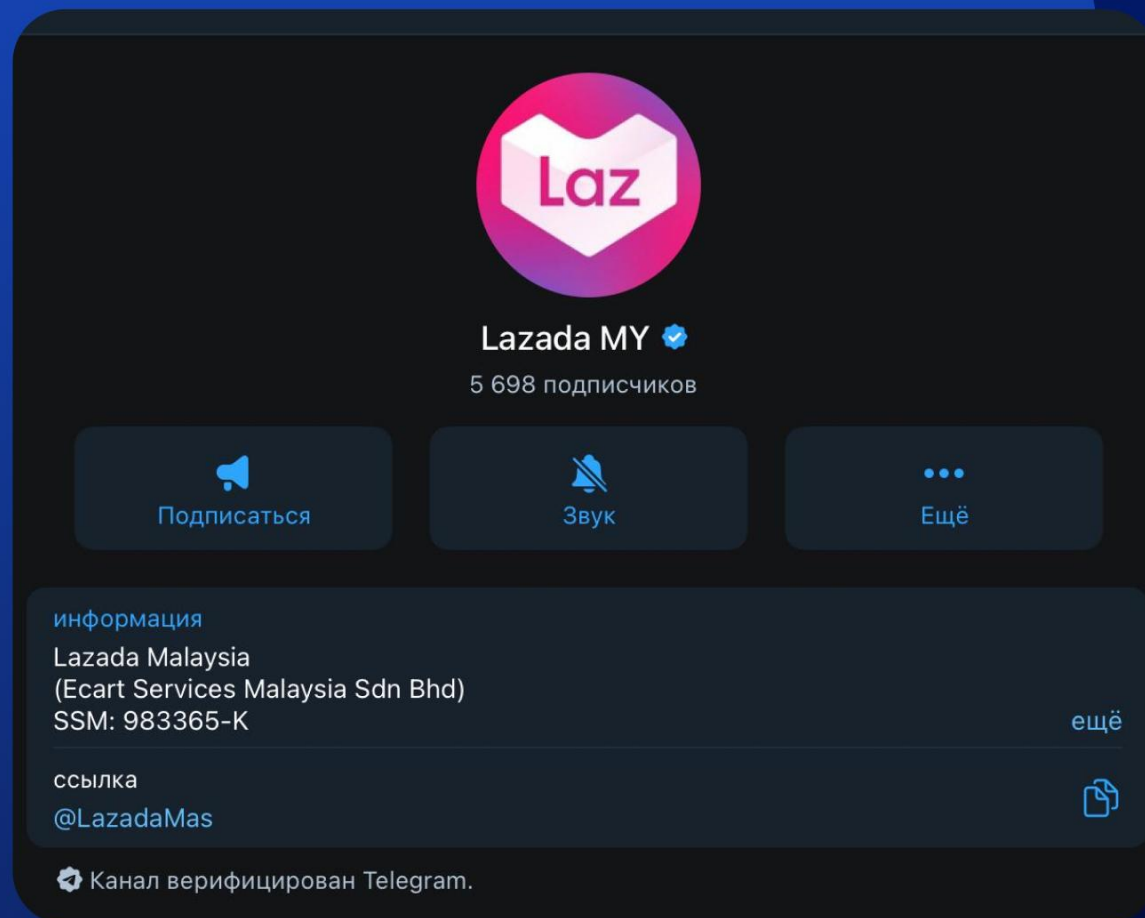 Laz
Lazada MY
5 698 подписчиков
Подписаться
Звук
Ещё
информация
Lazada Malaysia
(Ecart Services Malaysia Sdn Bhd)
SSM: 983365-K
ещё
ссылка
@LazadaMas
Канал верифицирован Telegram.